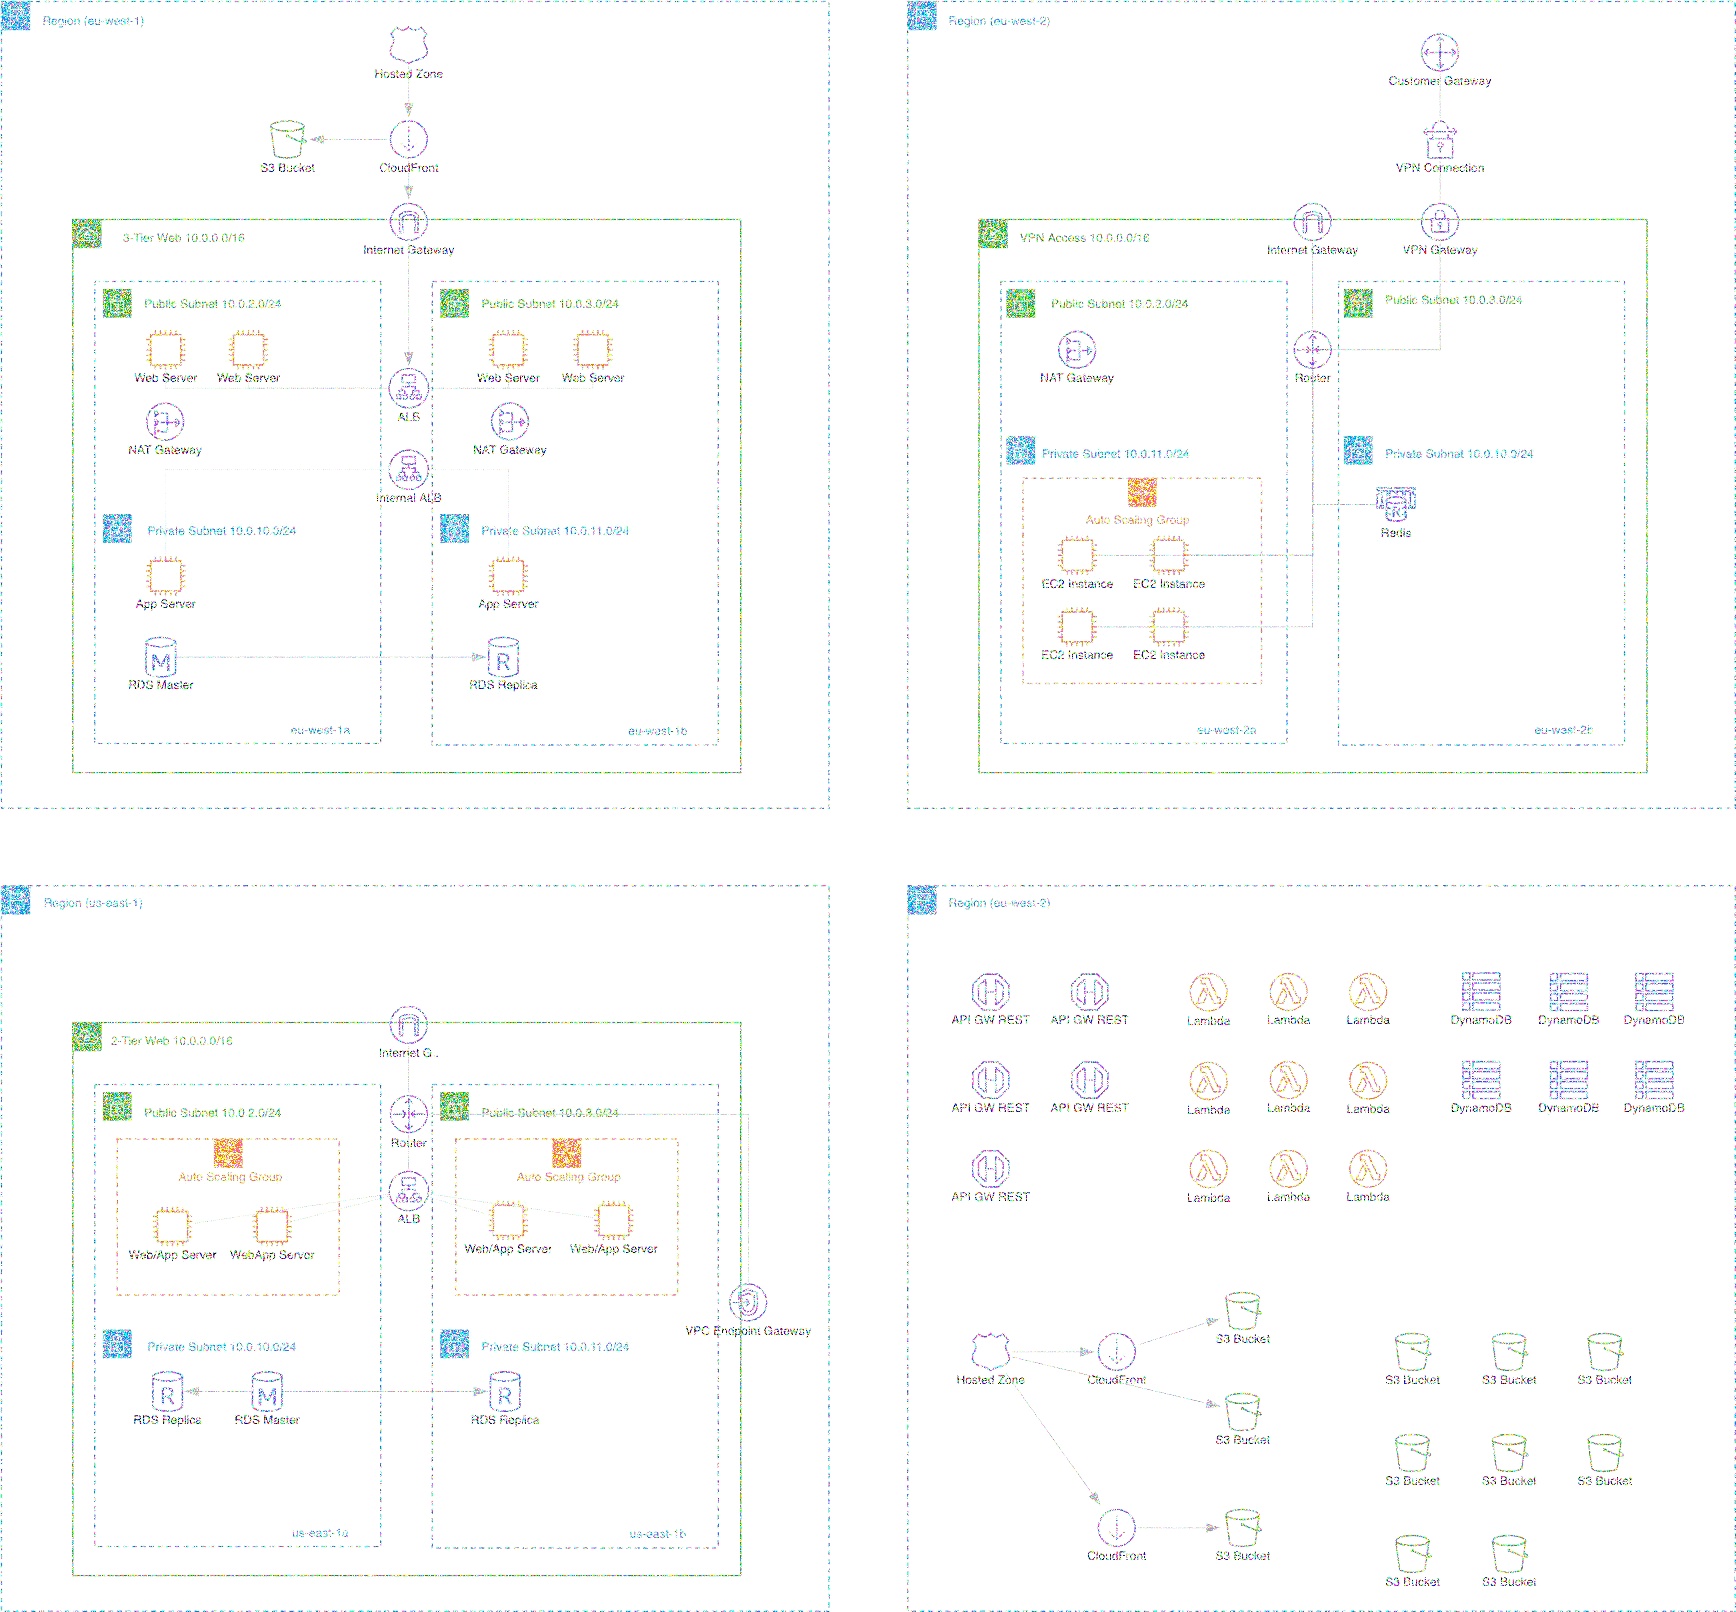 Region (eu-west-1)
Hosted Zone
S3 Bucket
CloudFront
3-Tier Web 10.0.0.0/16
Internet Gateway
Public Subnet 10.0.2.0/24
Public Subnet 10.0.3.0/24
Web Server
Web Server
Web Server
Web Server
ALB
NAT Gateway
NAT Gateway
Internal ALB
Private Subnet 10.0.10.0/24
Private Subnet 10.0.11.0/24
App Server
App Server
M
R
RDS Master
RDS Replica
eu-west-1a
eu-west-1b
Region (eu-west-2)
Customer Gateway
VPN Connection
VPN Access 10.0.0.0/16
Internet Gateway
VPN Gateway
Public Subnet 10.0.2.0/24
Public Subnet 10.0.3.0/24
NAT Gateway
Router
Private Subnet 10.0.11.0/24
Private Subnet 10.0.10.0/24
Auto Scaling Group
R
Redis
EC2 Instance
EC2 Instance
EC2 Instance
EC2 Instance
eu-west-2a
eu-west-2b
Region (us-east-1)
2-Tier Web 10.0.0.0/16
Internet G..
Public Subnet 10.0.2.0/24
Public Subnet 10.0.3.0/24
Router
Auto Scaling Group
Auto Scaling Group
ALB
Web/App Server
WebApp Server
Web/App Server
Web/App Server
VPC Endpoint Gateway
Private Subnet 10.0.10.0/24
Private Subnet 10.0.11.0/24
R
M
R
RDS Replica
RDS Master
RDS Replica
us-east-1a
us-east-1b
Region (eu-west-2)
API GW REST
API GW REST
Lambda
Lambda
Lambda
DynamoDB
DynamoDB
DynamoDB
API GW REST
API GW REST
Lambda
Lambda
Lambda
DynamoDB
DynamoDB
DynamoDB
API GW REST
Lambda
Lambda
Lambda
S3 Bucket
Hosted Zone
CloudFront
S3 Bucket
S3 Bucket
S3 Bucket
S3 Bucket
S3 Bucket
S3 Bucket
S3 Bucket
CloudFront
S3 Bucket
S3 Bucket
S3 Bucket